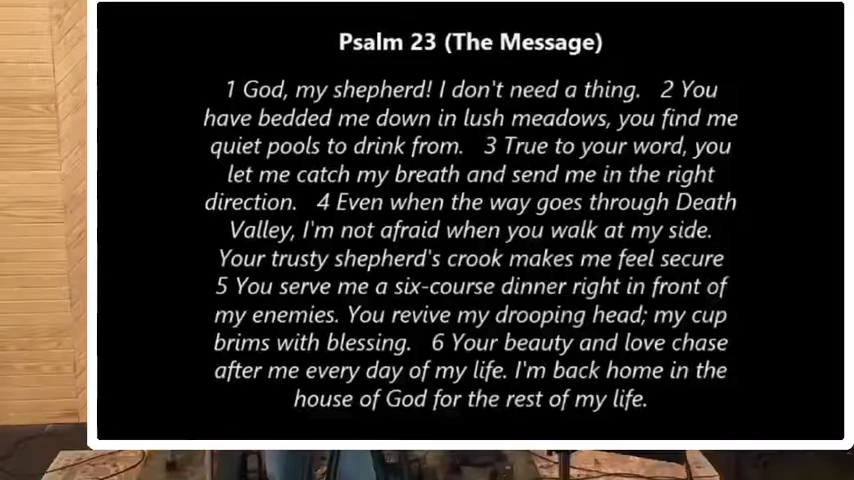 Psalm 23 (The Message)
1 God, my shepherd! I don't need a thing. 2 You
have bedded me down in lush meadows, you find me
quiet pools to drink from. 3 True to your word, you
let me catch my breath and send me in the right
direction. 4 Even when the way goes through Death
Valley, I'm not afraid when you walk at my side.
Your trusty shepherd's crook makes me feel secure
5 You serve me a six-course dinner right in front of
my enemies. You revive my drooping head; my cup
brims with blessing. 6 Your beauty and love chase
after me every day of my life. I'm back home in the
house of God for the rest of my life.